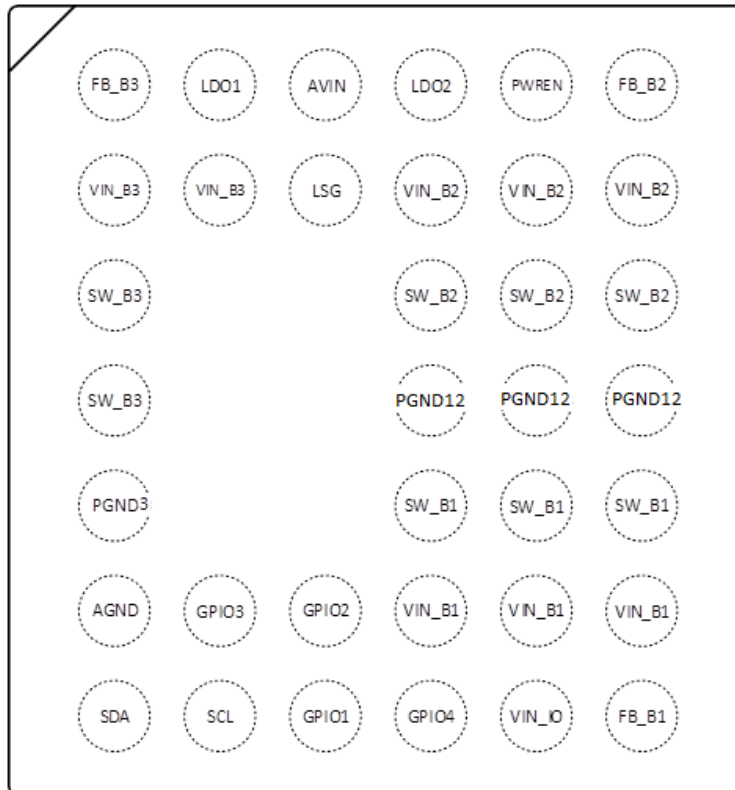 FB_B3 LDO1 AVIN LDO2 PWREN FB_B2
VIN_B3 VIN_B3 LSG VIN_B2 VIN_B2 VIN_B2
SW_B3 SW_B2 SW_B2 SW_B2
SW_B3 PGND12 PGND12 PGND12
PGND3 SW_B1 SW_B1 SW_B1
AGND GPIO3 GPIO2 VIN_B1 VIN_B1 VIN_B1
SDA SCL GPIO1 GPIO4 VIN_IO FB_B1